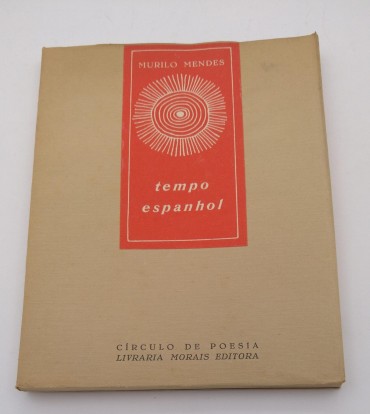 MURILO MENDES
tempo
espanhol
CÍRCULO DE POESIA
LIVRARIA MORAIS EDITORA